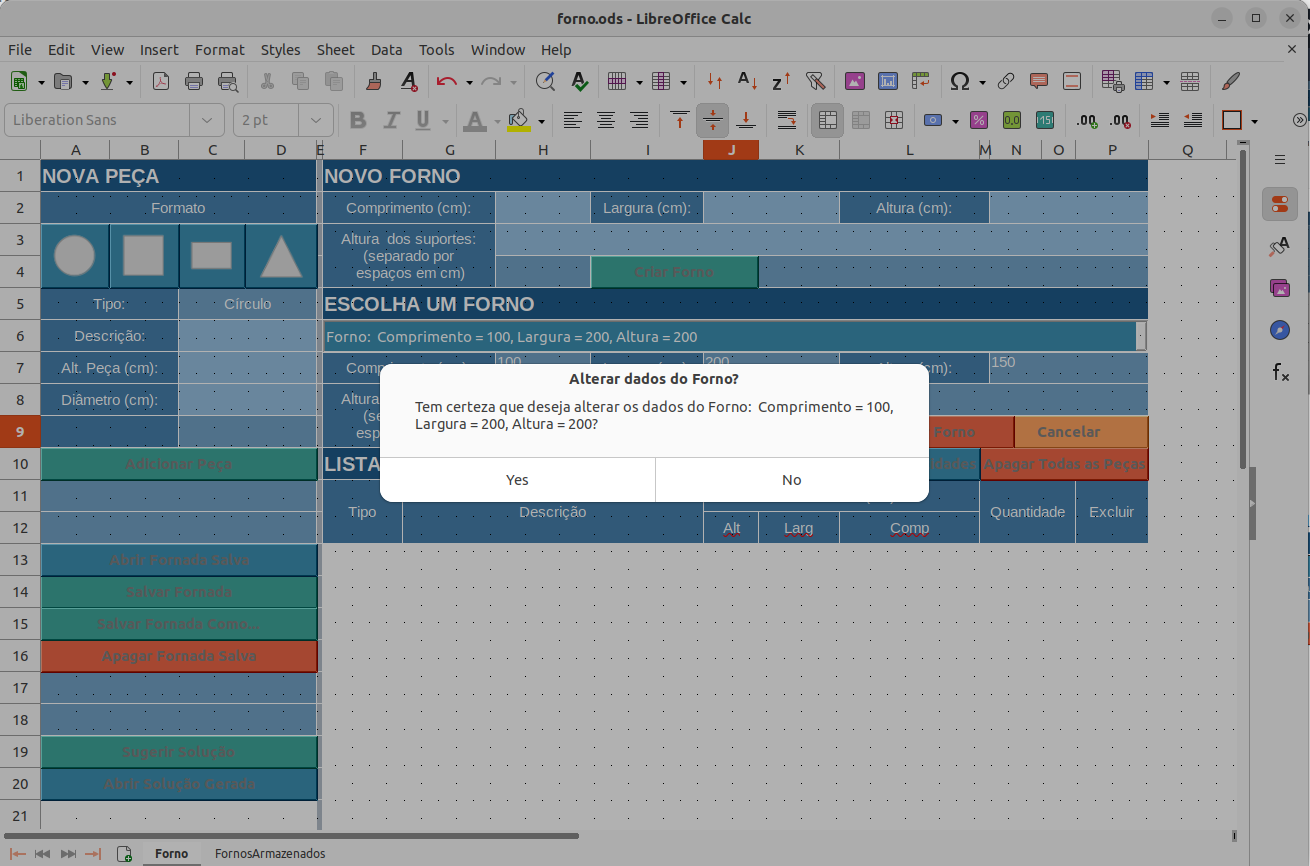 forno.ods - LibreOffice Calc
File Edit View Insert Format Styles Sheet Data Tools Window Help
Liberation Sans 2 pt
A B C D E F G H I J K L M N O P Q
1 NOVA PEÇA NOVO FORNO
2 Formato Comprimento (cm): Largura (cm): Altura (cm):
3 Altura dos suportes:
(separado por
4 espaços em cm) Criar Forno
5 Tipo: Círculo ESCOLHA UM FORNO
6 Descrição: Forno: Comprimento = 100, Largura = 200, Altura = 200
7 Alt. Peça (cm): 100 200 cm): 150
Alterar dados do Forno?
8 Diâmetro (cm): Altura
Tem certeza que deseja alterar os dados do Forno: Comprimento = 100,
Largura = 200, Altura = 200?
9 Forno Cancelar
10 Adicionar Peça LISTA Apagar Todas as Peças
Yes No
11 Tipo Descrição Quantidade Excluir
12 Alt Larg Comp
13 Abrir Fornada Salva
14 Salvar Fornada
15 Salvar Fornada Como...
16 Apagar Fornada Salva
17
18
19 Sugerir Solução
20 Abrir Solução Gerada
21
Forno FornosArmazenados